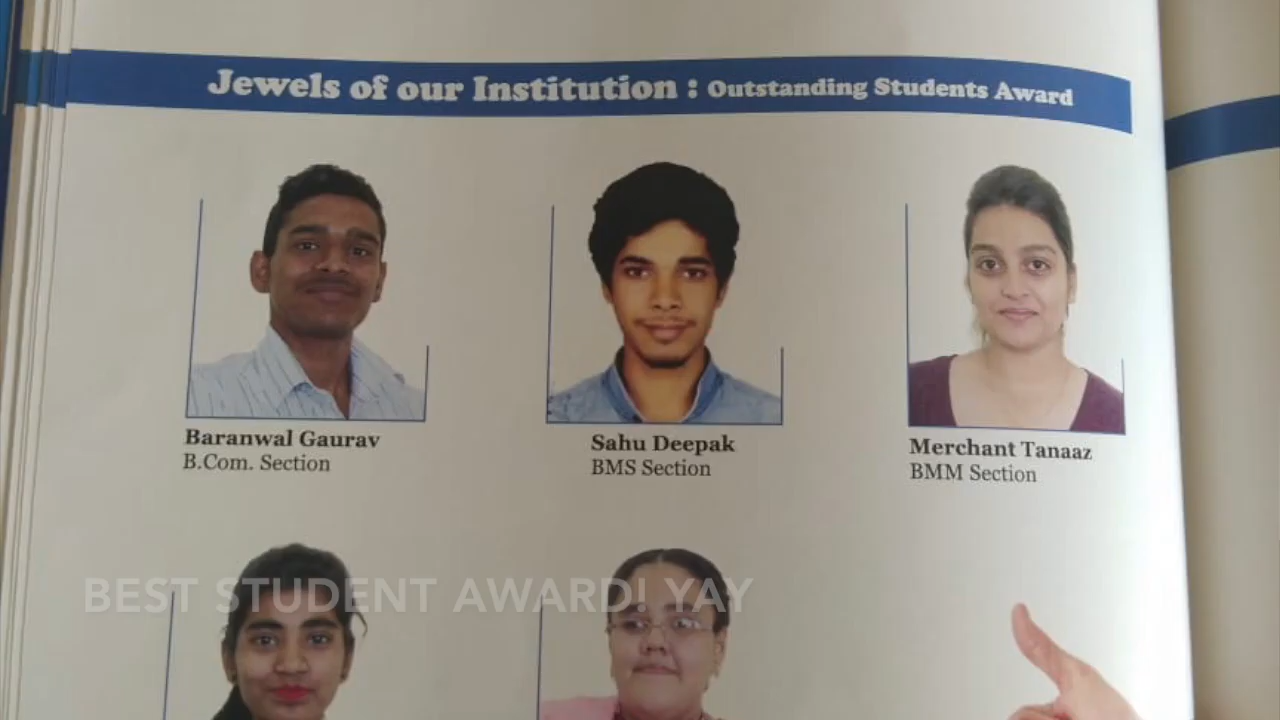 Jewels of our Institution : Outstanding Students Award
Baranwal Gaurav
B.Com. Section
Sahu Deepak
BMS Section
Merchant Tanaaz
BMM Section
BEST STUDENT AWARD! YAY